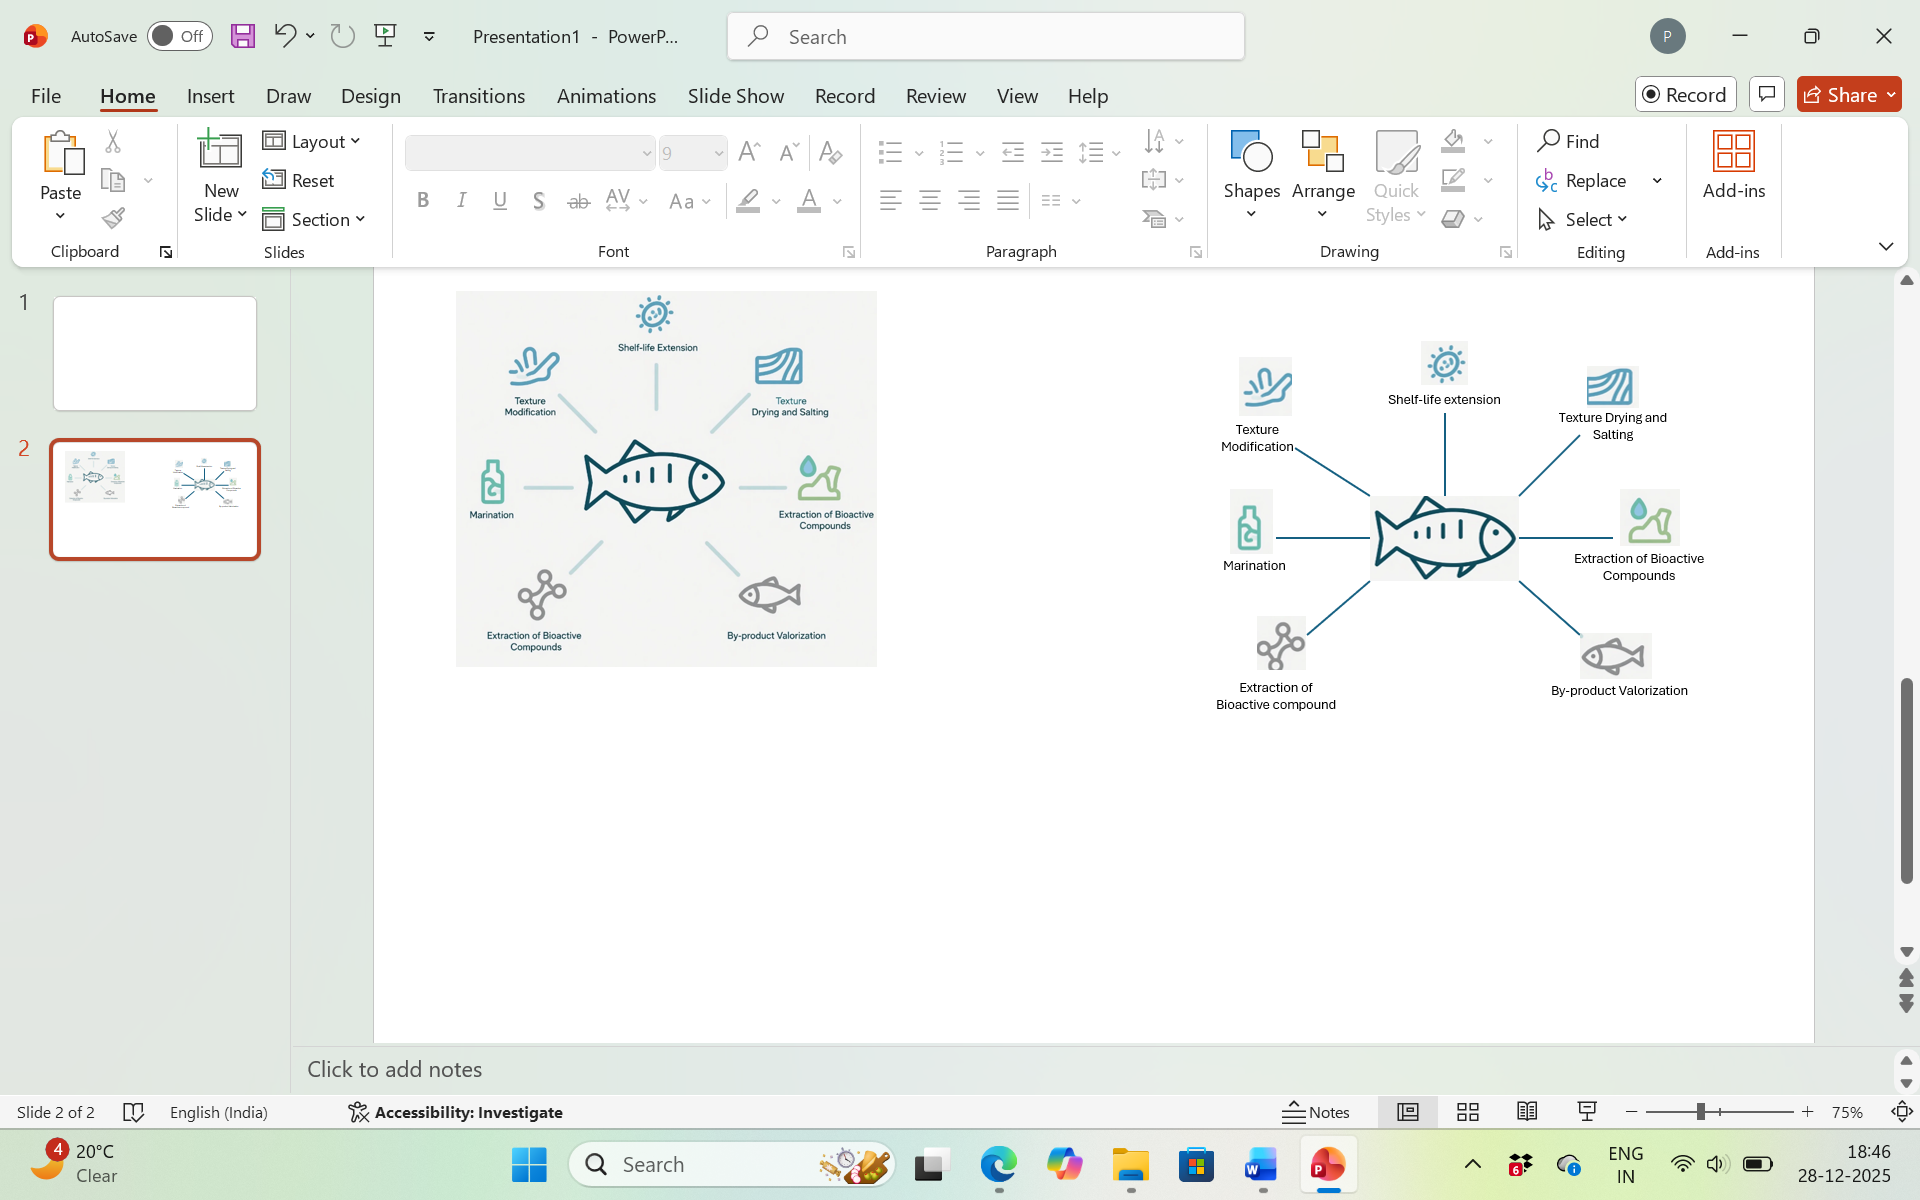 AutoSave
Off
Presentation1 - PowerP...
Search
P
File
Home
Insert
Draw
Design
Transitions
Animations
Slide Show
Record
Review
View
Help
Record
Share
Paste
Clipboard
New
Slide
Layout
Reset
Section
Slides
9
Font
Paragraph
Shapes
Arrange
Quick
Styles
Drawing
Find
Replace
Select
Editing
Add-ins
Add-ins
1
2
Shelf-life Extension
Texture
Modification
Texture
Drying and Salting
Marination
Extraction of Bioactive
Compounds
Extraction of Bioactive
Compounds
By-product Valorization
Shelf-life extension
Texture
Modification
Texture Drying and
Salting
Marination
Extraction of Bioactive
Compounds
Extraction of
Bioactive compound
By-product Valorization
Click to add notes
Slide 2 of 2
English (India)
Accessibility: Investigate
Notes
75%
4
20°C
Clear
Search
6
ENG
IN
18:46
28-12-2025